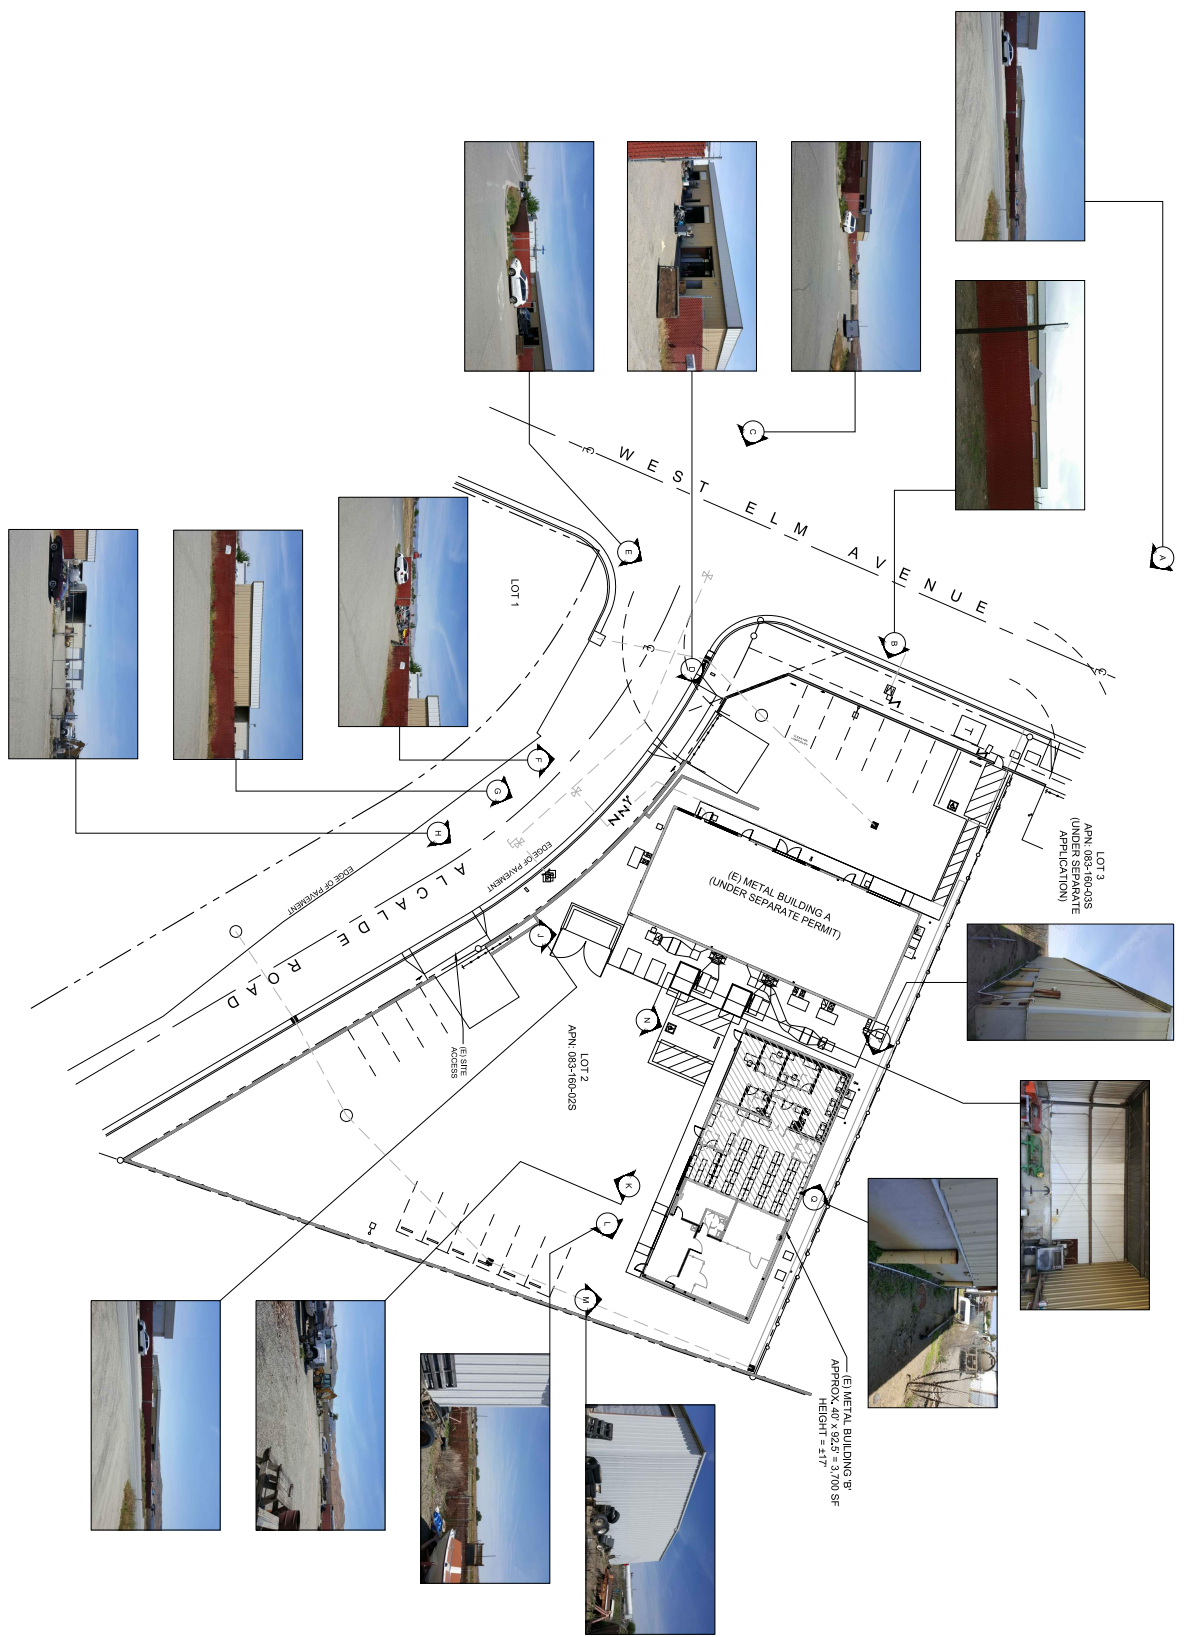 A
C
B
WEST ELM AVENUE
E
LOT 1
D
T
F
G
H
LOT 3
APN: 083-160-03S
(UNDER SEPARATE
APPLICATION)
(E) METAL BUILDING A
(UNDER SEPARATE PERMIT)
EDGE OF PAVEMENT
EDGE OF PAVEMENT
ALCALDE ROAD
J
N
(E) SITE
ACCESS
LOT 2
APN: 083-160-02S
K
L
M
Q
(E) METAL BUILDING 'B'
APPROX. 40' x 92.5' = 3,700 SF
HEIGHT = ±17'